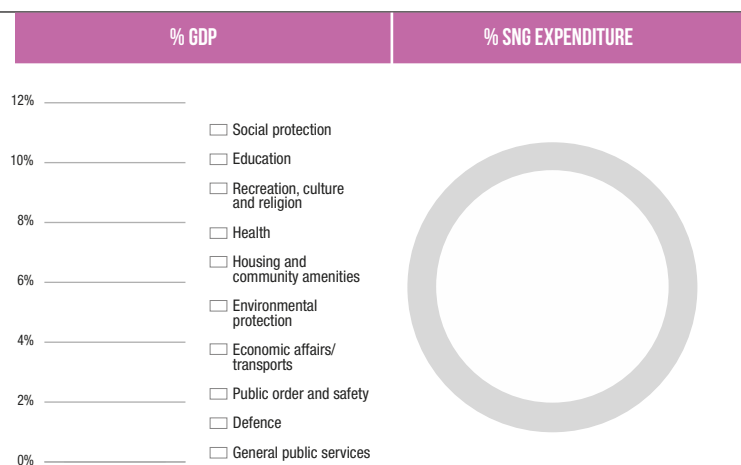 % GDP
% SNG EXPENDITURE
12%
10%
8%
6%
4%
2%
0%
Social protection
Education
Recreation, culture
and religion
Health
Housing and
community amenities
Environmental
protection
Economic affairs/
transports
Public order and safety
Defence
General public services